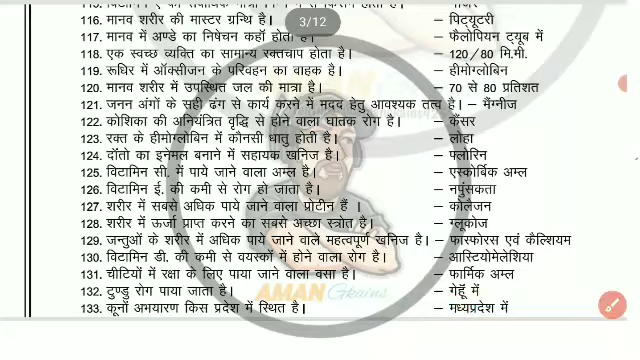 3/12
116. मानव शरीर की मास्टर ग्रन्थि है। – पिट्यूटरी
117. मानव में अण्डे का निषेचन कहाँ होता है। – फैलोपियन ट्यूब में
118. एक स्वच्छ व्यक्ति का सामान्य रक्तचाप होता है। – 120/80 मि.मी.
119. रूधिर में ऑक्सीजन के परिवहन का वाहक है। – हीमोग्लोबिन
120. मानव शरीर में उपस्थित जल की मात्रा है। – 70 से 80 प्रतिशत
121. जनन अंगों के सही ढंग से कार्य करने में मदद हेतु आवश्यक तत्व है। – मैंग्नीज
122. कोशिका की अनियंत्रित वृद्धि से होने वाला घातक रोग है। – कैंसर
123. रक्त के हीमोग्लोबिन में कौनसी धातु होती है। – लोहा
124. दाँतो का इनेमल बनाने में सहायक खनिज है। – फ्लोरिन
125. विटामिन सी. में पाये जाने वाला अम्ल है। – एस्कोर्बिक अम्ल
126. विटामिन ई. की कमी से रोग हो जाता है। – नपुंसकता
127. शरीर में सबसे अधिक पाये जाने वाला प्रोटीन हैं । – कोलेजन
128. शरीर में ऊर्जा प्राप्त करने का सबसे अच्छा स्त्रोत है। – ग्लूकोज
129. जन्तुओं के शरीर में अधिक पाये जाने वाले महत्वपूर्ण खनिज है। – फारफोरस एवं कैल्शियम
130. विटामिन डी. की कमी से वयस्कों में होने वाला रोग है। – आस्टियोमेलेशिया
131. चीटियों में रक्षा के लिए पाया जाने वाला वसा है। – फार्मिक अम्ल
132. टुण्डु रोग पाया जाता है। – गेहूँ में
AMAN Grains
133. कूनों अभयारण किस प्रदेश में स्थित है। – मध्यप्रदेश में